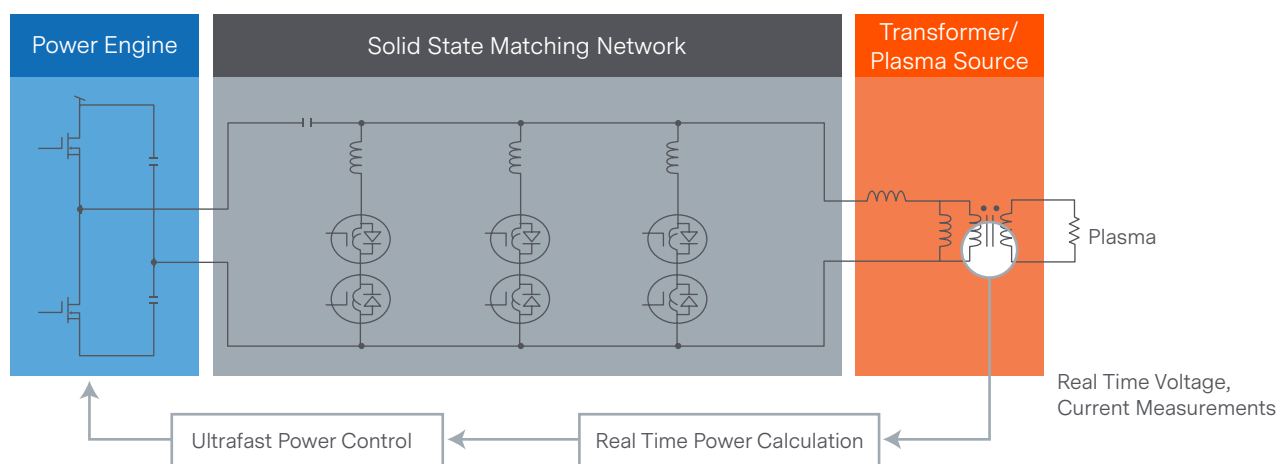 Power Engine
Solid State Matching Network
Transformer/
Plasma Source
Plasma
Real Time Voltage,
Current Measurements
Ultrafast Power Control
Real Time Power Calculation